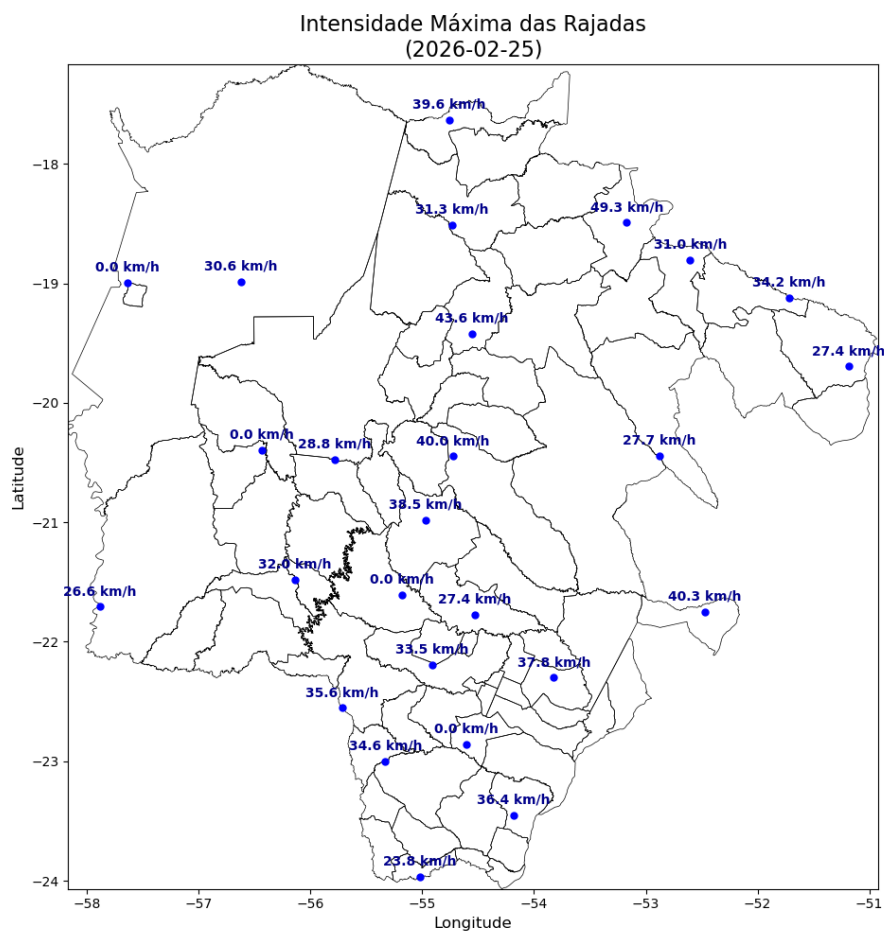 Intensidade Máxima das Rajadas
(2026-02-25)
39.6 km/h
31.3 km/h
49.3 km/h
31.0 km/h
0.0 km/h
30.6 km/h
34.2 km/h
43.6 km/h
27.4 km/h
0.0 km/h
28.8 km/h
40.0 km/h
27.7 km/h
38.5 km/h
32.0 km/h
0.0 km/h
26.6 km/h
27.4 km/h
40.3 km/h
33.5 km/h
37.8 km/h
35.6 km/h
0.0 km/h
34.6 km/h
36.4 km/h
23.8 km/h
−18
−19
−20
−21
−22
−23
−24
Latitude
−58
−57
−56
−55
−54
−53
−52
−51
Longitude